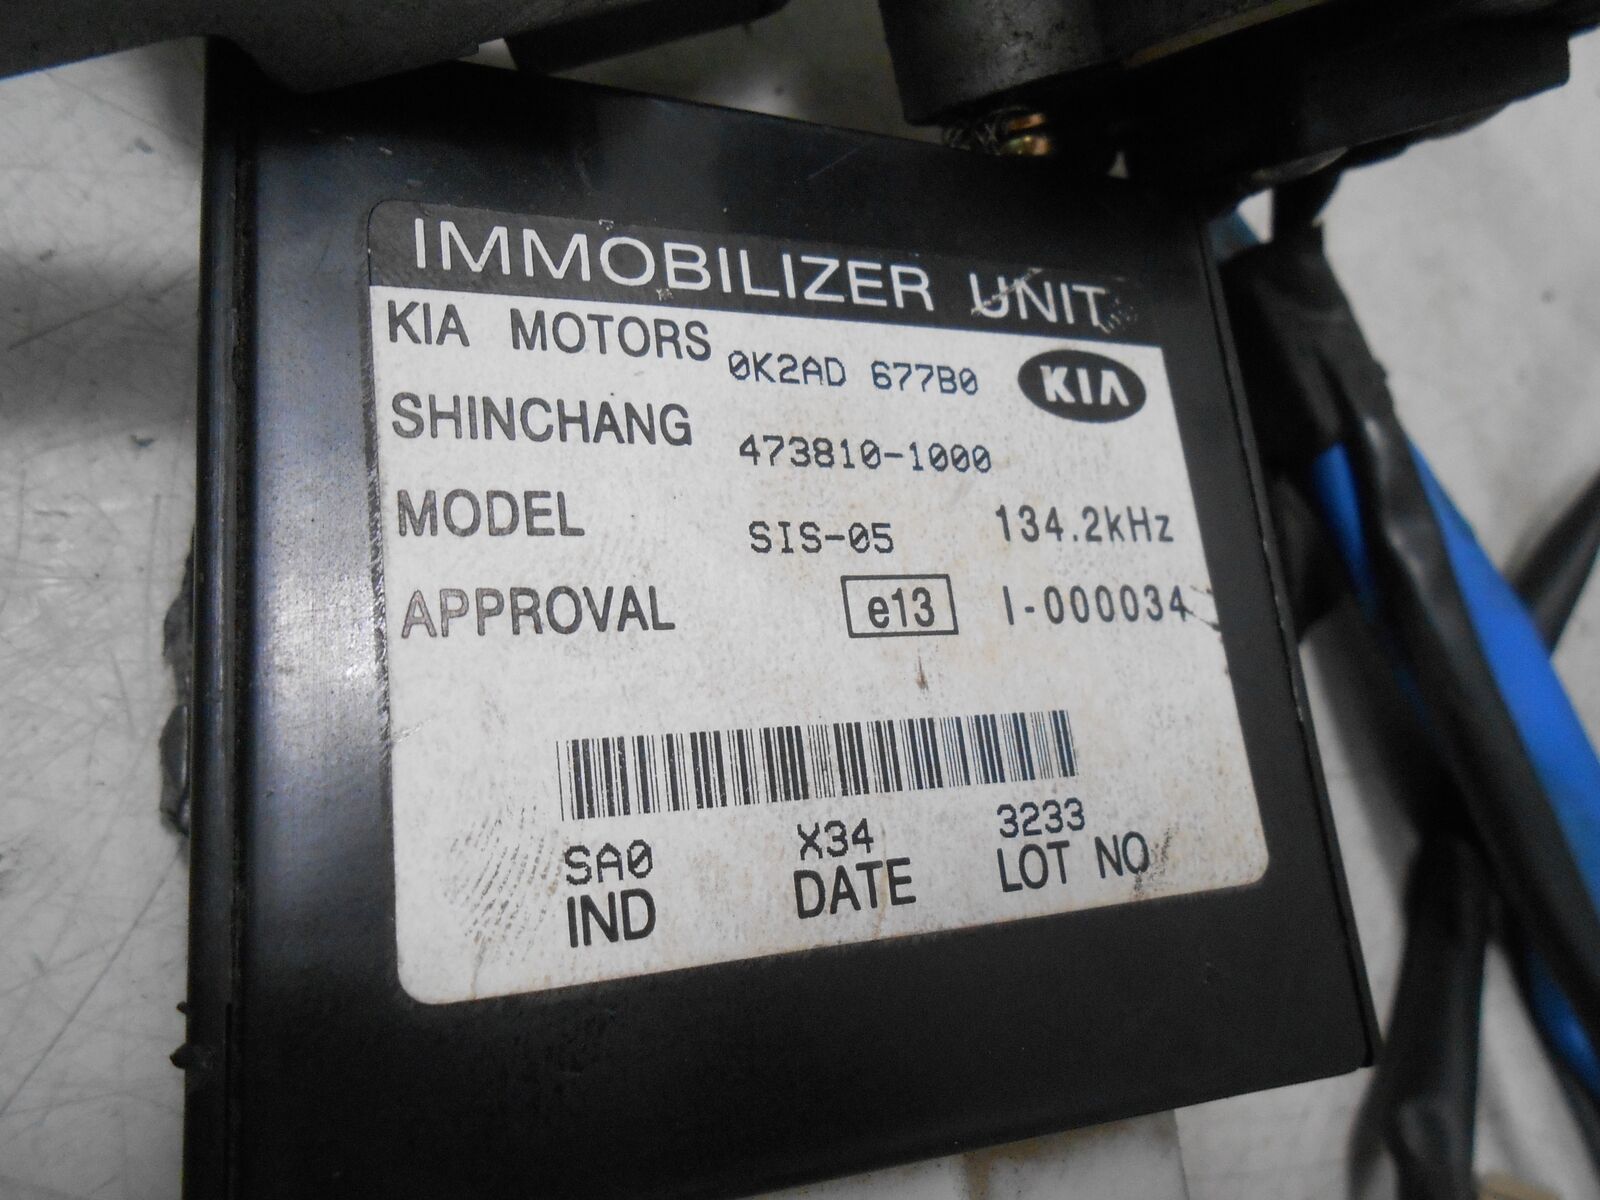 IMMOBILIZER UNIT
KIA MOTORS 0K2AD 677B0 KIA
SHINCHANG 473810-1000
MODEL SIS-05 134.2kHz
APPROVAL e13 I-000034
SA0 X34 3233
IND DATE LOT NO